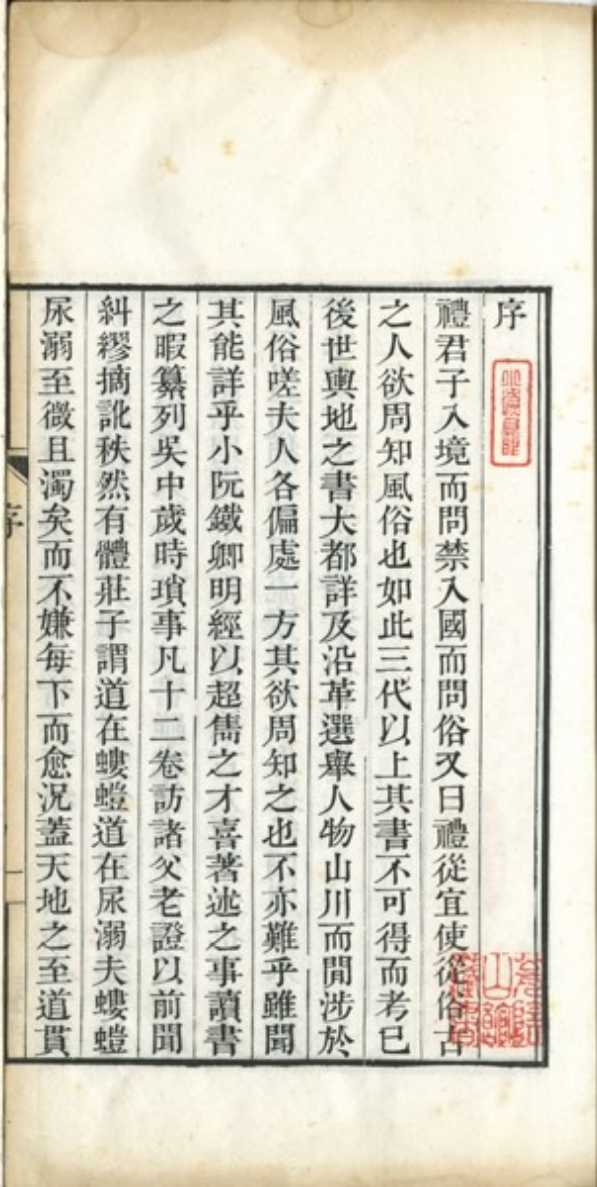 序
禮君子入境而問禁入國而問俗又曰禮從宜使從俗古
之人欲周知風俗也如此三代以上其書不可得而考已
後世輿地之書大都詳及沿革選舉人物山川而閒涉於
風俗嗟夫人各偏處一方其欲周知之也不亦難乎雖聞
其能詳乎小阮鐵卿明經以超雋之才喜著述之事讀書
之暇纂列吳中歲時瑣事凡十二卷訪諸父老證以前聞
糾繆摘訛秩然有體莊子謂道在螻螘道在尿溺夫螻螘
尿溺至微且濁矣而不嫌每下而愈況蓋天地之至道貫
序